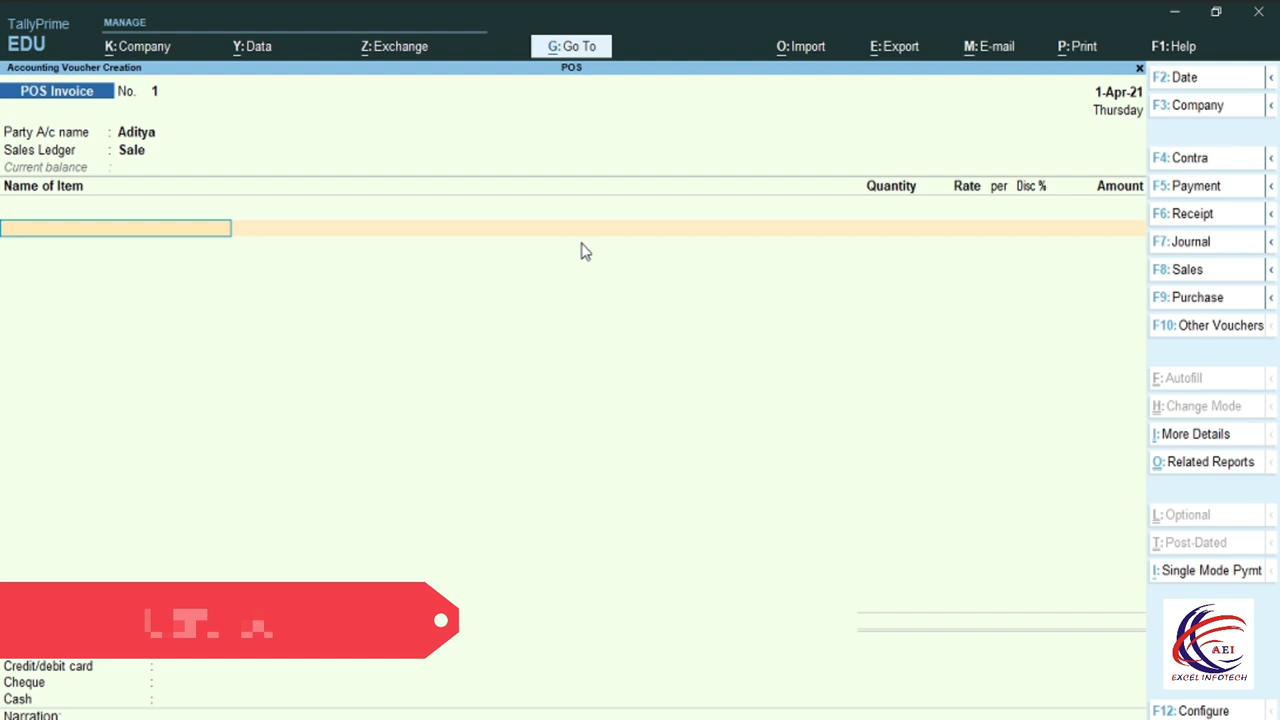 TallyPrime
EDU
MANAGE
K: Company
Y: Data
Z: Exchange
G: Go To
O: Import
E: Export
M: E-mail
P: Print
F1: Help
Accounting Voucher Creation
POS
x
POS Invoice No. 1
1-Apr-21
Thursday
Party A/c name : Aditya
Sales Ledger : Sale
Current balance :
Name of Item Quantity Rate per Disc % Amount
Credit/debit card :
Cheque :
Cash :
Narration:
F2: Date
F3: Company
F4: Contra
F5: Payment
F6: Receipt
F7: Journal
F8: Sales
F9: Purchase
F10: Other Vouchers
F: Autofill
H: Change Mode
I: More Details
O: Related Reports
L: Optional
T: Post-Dated
I: Single Mode Pymt
AEI
EXCEL INFOTECH
F12: Configure